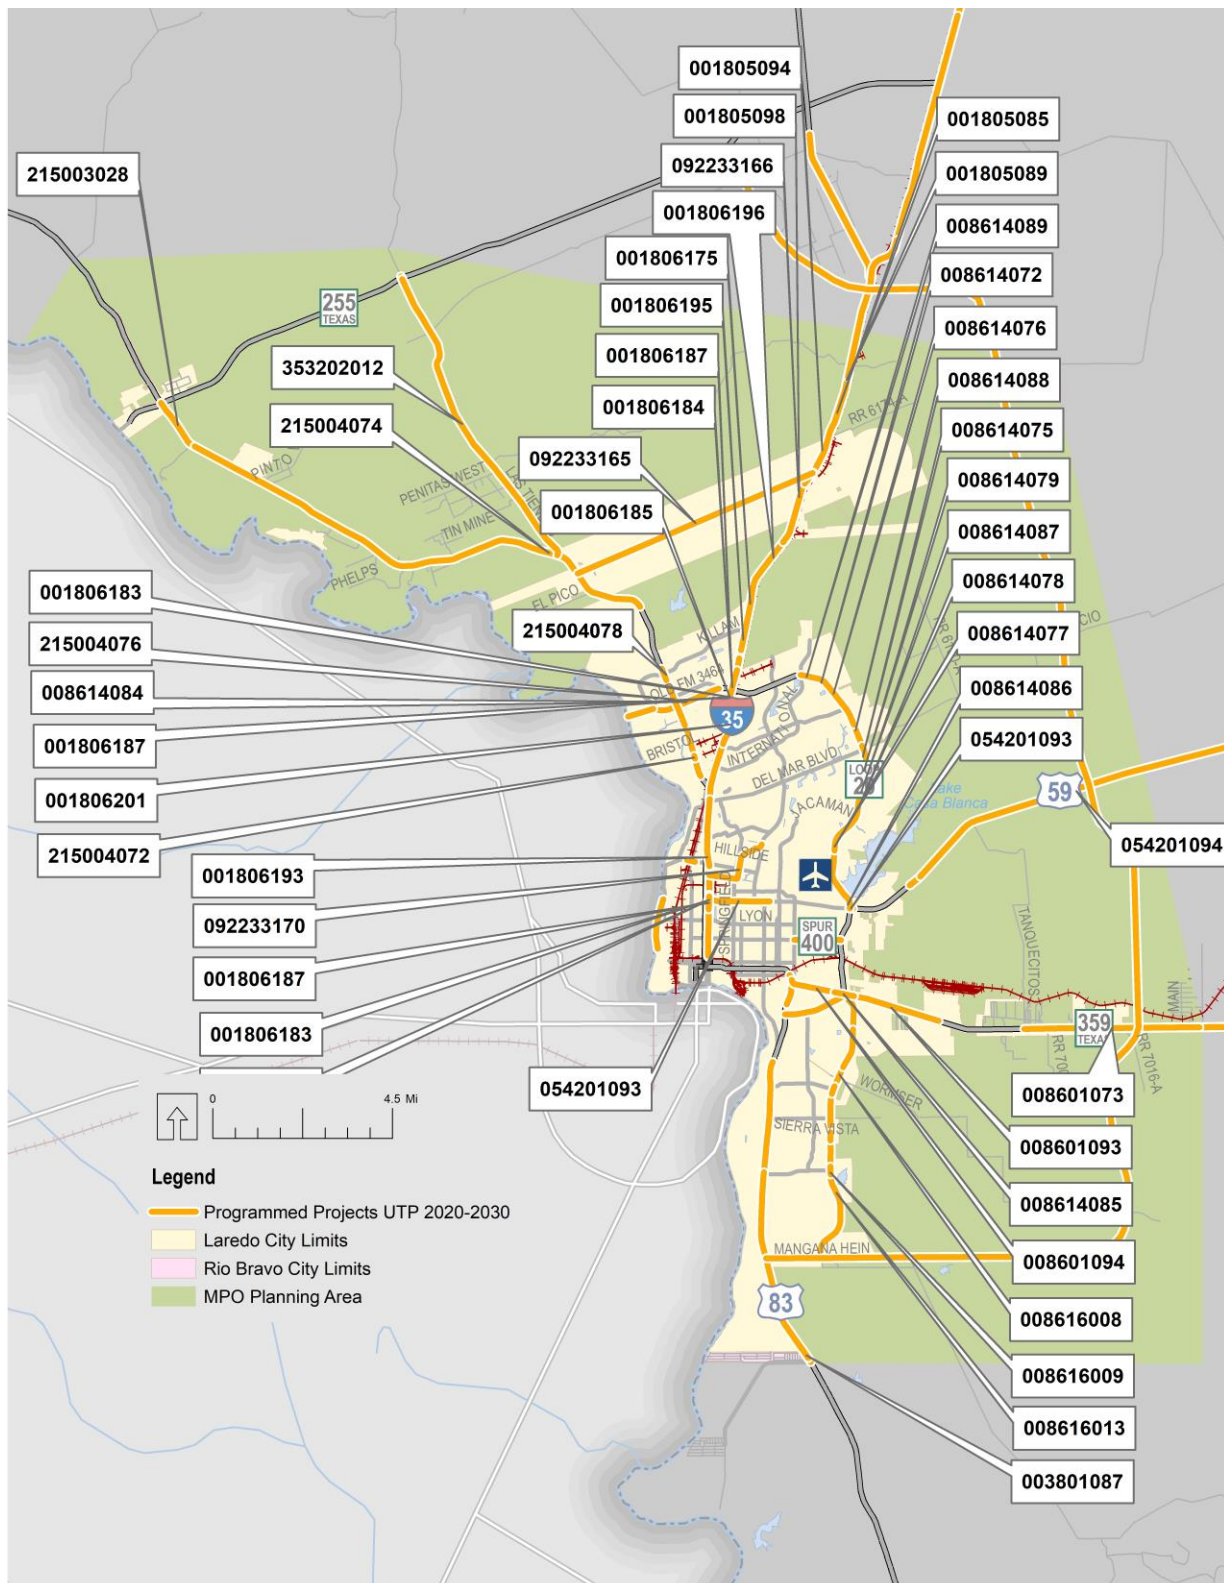 001805094
001805098
001805085
092233166
215003028
001805089
001806196
008614089
001806175
008614072
255
TEXAS
001806195
008614076
353202012
001806187
008614088
001806184
RR 6174-A
215004074
008614075
092233165
PINTO
PENITAS WEST
LAS TIEN
008614079
001806185
TIN MINE
008614087
PHELPS
EL PICO
008614078
001806183
215004078
KILLAM
008614077
215004076
OLD FM 3464
008614084
008614086
35
INTERNATIONAL
001806187
BRISTO
054201093
DEL MAR BLVD
LOOP
20
001806201
JACAMAN
Lake
Casa Blanca
59
215004072
054201094
HILLSIDE
001806193
092233170
LYON
SPRINGFIELD
SPUR
400
TANQUECITOS
001806187
MAIN
001806183
359
TEXAS
RR 7016-A
054201093
WORMSER
008601073
0
4.5 Mi
SIERRA VISTA
008601093
Legend
008614085
Programmed Projects UTP 2020-2030
Laredo City Limits
MANGANA HEIN
008601094
Rio Bravo City Limits
MPO Planning Area
83
008616008
008616009
008616013
003801087